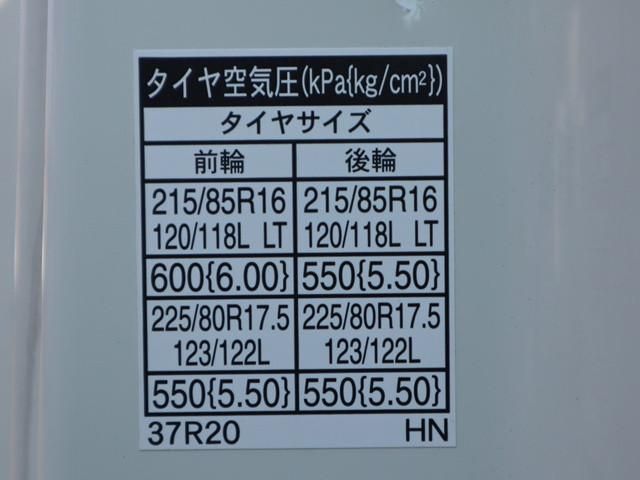 タイヤ空気圧(kPa{kg/cm²})
タイヤサイズ
前輪 後輪
215/85R16 215/85R16
120/118L LT 120/118L LT
600{6.00} 550{5.50}
225/80R17.5 225/80R17.5
123/122L 123/122L
550{5.50} 550{5.50}
37R20 HN